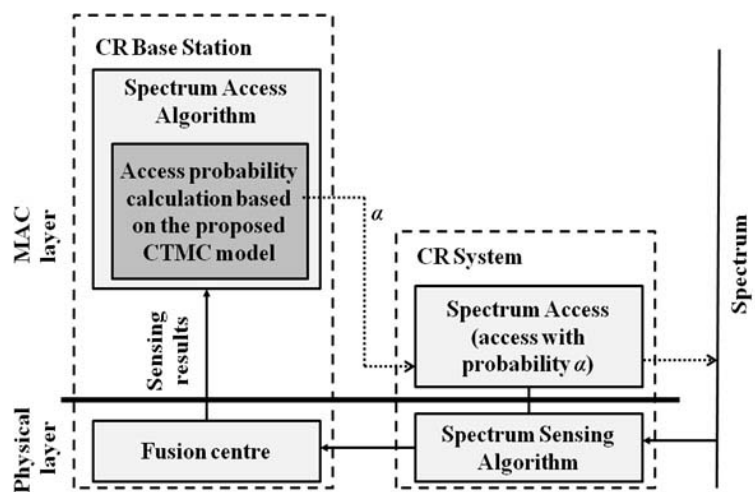 CR Base Station
Spectrum Access
Algorithm
Access probability
calculation based
on the proposed
CTMC model
α
MAC
layer
CR System
Spectrum
Spectrum Access
(access with
probability α)
Sensing
results
Physical
layer
Fusion centre
Spectrum Sensing
Algorithm